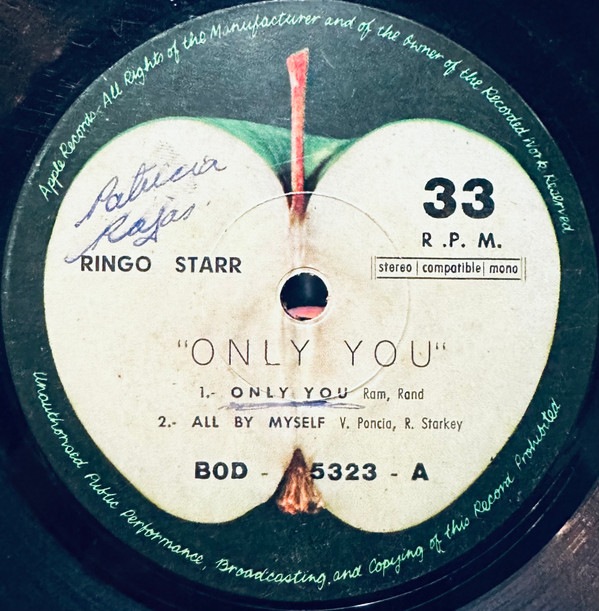 Apple Records. All Rights of the Manufacturer and of the Owner of the Recorded Work Reserved
Patricia
Rojas.
33
R.P.M.
RINGO STARR
stereo | compatible | mono
"ONLY YOU"
1.- ONLY YOU Ram, Rand
2.- ALL BY MYSELF V. Poncia, R. Starkey
BOD - 5323 - A
Unauthorised Public Performance, Broadcasting, and Copying of this Record Prohibited